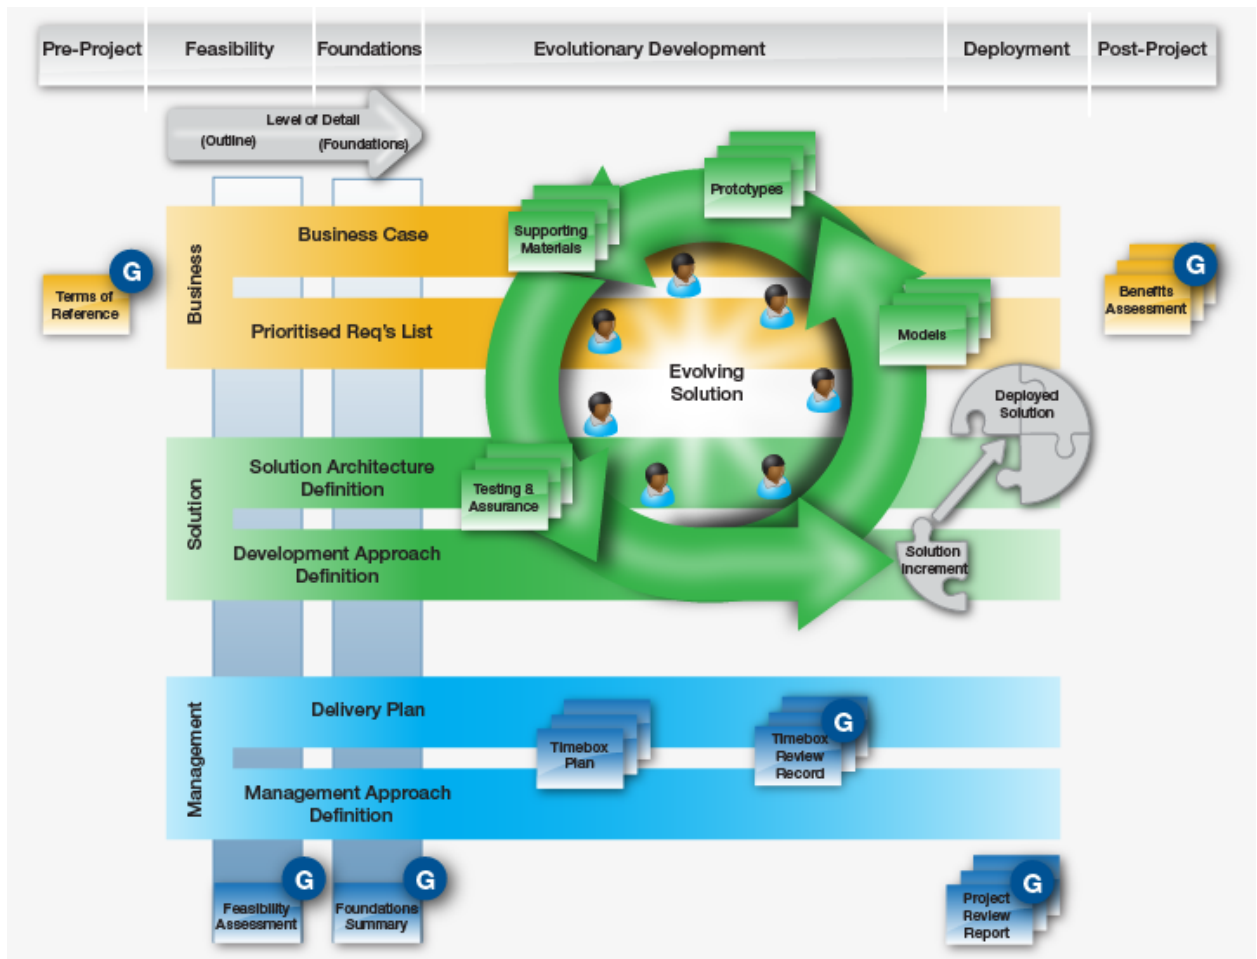 Pre-Project
Feasibility
Foundations
Evolutionary Development
Deployment
Post-Project
Level of Detail
(Outline)
(Foundations)
Business
Business Case
Prioritised Req's List
Terms of
Reference
G
Supporting
Materials
Prototypes
Models
Evolving
Solution
Testing &
Assurance
Benefits
Assessment
G
Deployed
Solution
Solution
Increment
Solution
Solution Architecture
Definition
Development Approach
Definition
Management
Delivery Plan
Management Approach
Definition
Timebox
Plan
Timebox
Review
Record
G
Feasibility
Assessment
G
Foundations
Summary
G
Project
Review
Report
G